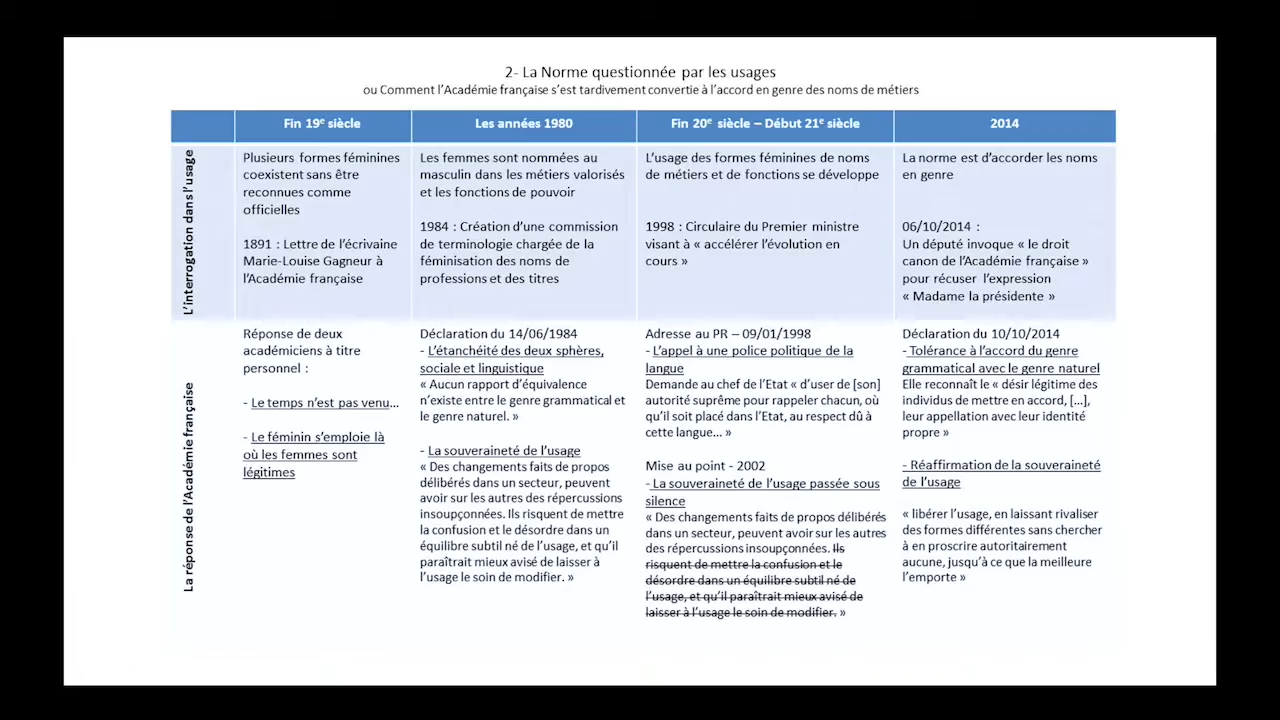 2- La Norme questionnée par les usages
ou Comment l'Académie française s'est tardivement convertie à l'accord en genre des noms de métiers
Fin 19e siècle
Les années 1980
Fin 20e siècle – Début 21e siècle
2014
L'interrogation dans l'usage
Plusieurs formes féminines
coexistent sans être
reconnues comme
officielles
1891 : Lettre de l'écrivaine
Marie-Louise Gagneur à
l'Académie française
Les femmes sont nommées au
masculin dans les métiers valorisés
et les fonctions de pouvoir
1984 : Création d'une commission
de terminologie chargée de la
féminisation des noms de
professions et des titres
L'usage des formes féminines de noms
de métiers et de fonctions se développe
1998 : Circulaire du Premier ministre
visant à « accélérer l'évolution en
cours »
La norme est d'accorder les noms
en genre
06/10/2014 :
Un député invoque « le droit
canon de l'Académie française »
pour récuser l'expression
« Madame la présidente »
La réponse de l'Académie française
Réponse de deux
académiciens à titre
personnel :
- Le temps n'est pas venu...
- Le féminin s'emploie là
où les femmes sont
légitimes
Déclaration du 14/06/1984
- L'étanchéité des deux sphères,
sociale et linguistique
« Aucun rapport d'équivalence
n'existe entre le genre grammatical et
le genre naturel. »
- La souveraineté de l'usage
« Des changements faits de propos
délibérés dans un secteur, peuvent
avoir sur les autres des répercussions
insoupçonnées. Ils risquent de mettre
la confusion et le désordre dans un
équilibre subtil né de l'usage, et qu'il
paraîtrait mieux avisé de laisser à
l'usage le soin de modifier. »
Adresse au PR – 09/01/1998
- L'appel à une police politique de la
langue
Demande au chef de l'Etat « d'user de [son]
autorité suprême pour rappeler chacun, où
qu'il soit placé dans l'Etat, au respect dû à
cette langue... »
Mise au point - 2002
- La souveraineté de l'usage passée sous
silence
« Des changements faits de propos délibérés
dans un secteur, peuvent avoir sur les autres
des répercussions insoupçonnées. Ils
risquent de mettre la confusion et le
désordre dans un équilibre subtil né de
l'usage, et qu'il paraîtrait mieux avisé de
laisser à l'usage le soin de modifier. »
Déclaration du 10/10/2014
- Tolérance à l'accord du genre
grammatical avec le genre naturel
Elle reconnaît le « désir légitime des
individus de mettre en accord, [...],
leur appellation avec leur identité
propre »
- Réaffirmation de la souveraineté
de l'usage
« libérer l'usage, en laissant rivaliser
des formes différentes sans chercher
à en proscrire autoritairement
aucune, jusqu'à ce que la meilleure
l'emporte »